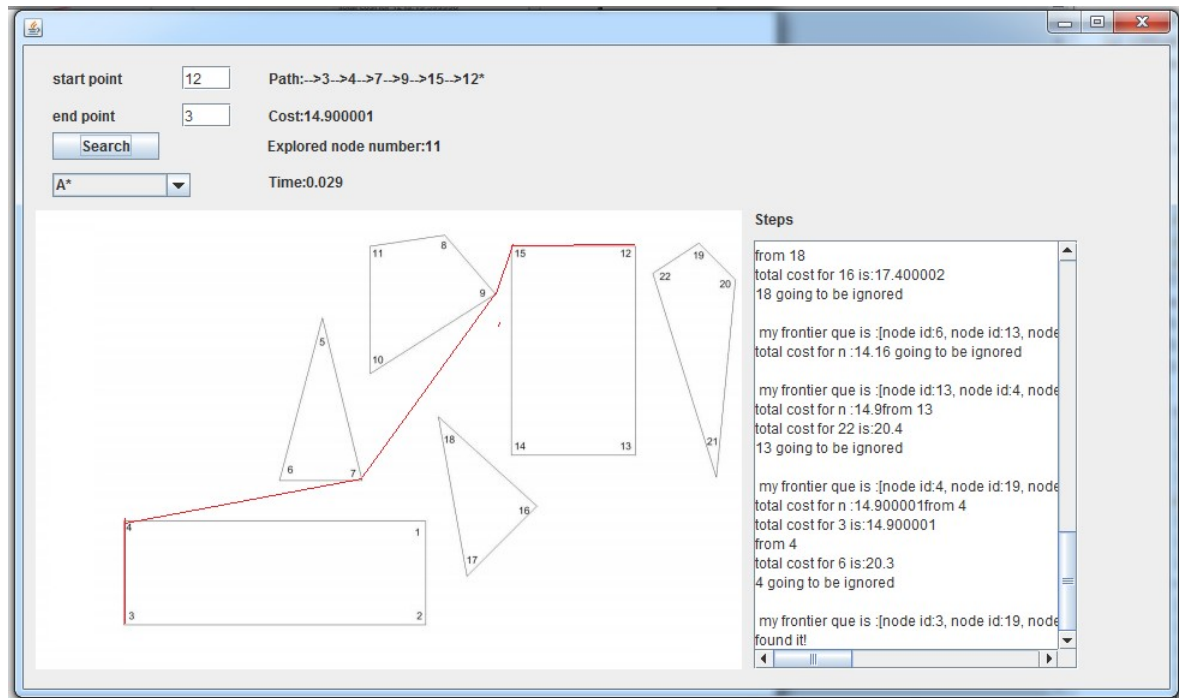 start point 12 Path:-->3-->4-->7-->9-->15-->12*
end point 3 Cost:14.900001
Search Explored node number:11
A* Time:0.029
Steps
from 18
total cost for 16 is:17.400002
18 going to be ignored
my frontier que is :[node id:6, node id:13, node
total cost for n :14.16 going to be ignored
my frontier que is :[node id:13, node id:4, node
total cost for n :14.9from 13
total cost for 22 is:20.4
13 going to be ignored
my frontier que is :[node id:4, node id:19, node
total cost for n :14.900001from 4
total cost for 3 is:14.900001
from 4
total cost for 6 is:20.3
4 going to be ignored
my frontier que is :[node id:3, node id:19, node
found it!
11 8 15 12 19
22 20
9
5
10
18 14 13 21
6 7
16
4 1
17
3 2